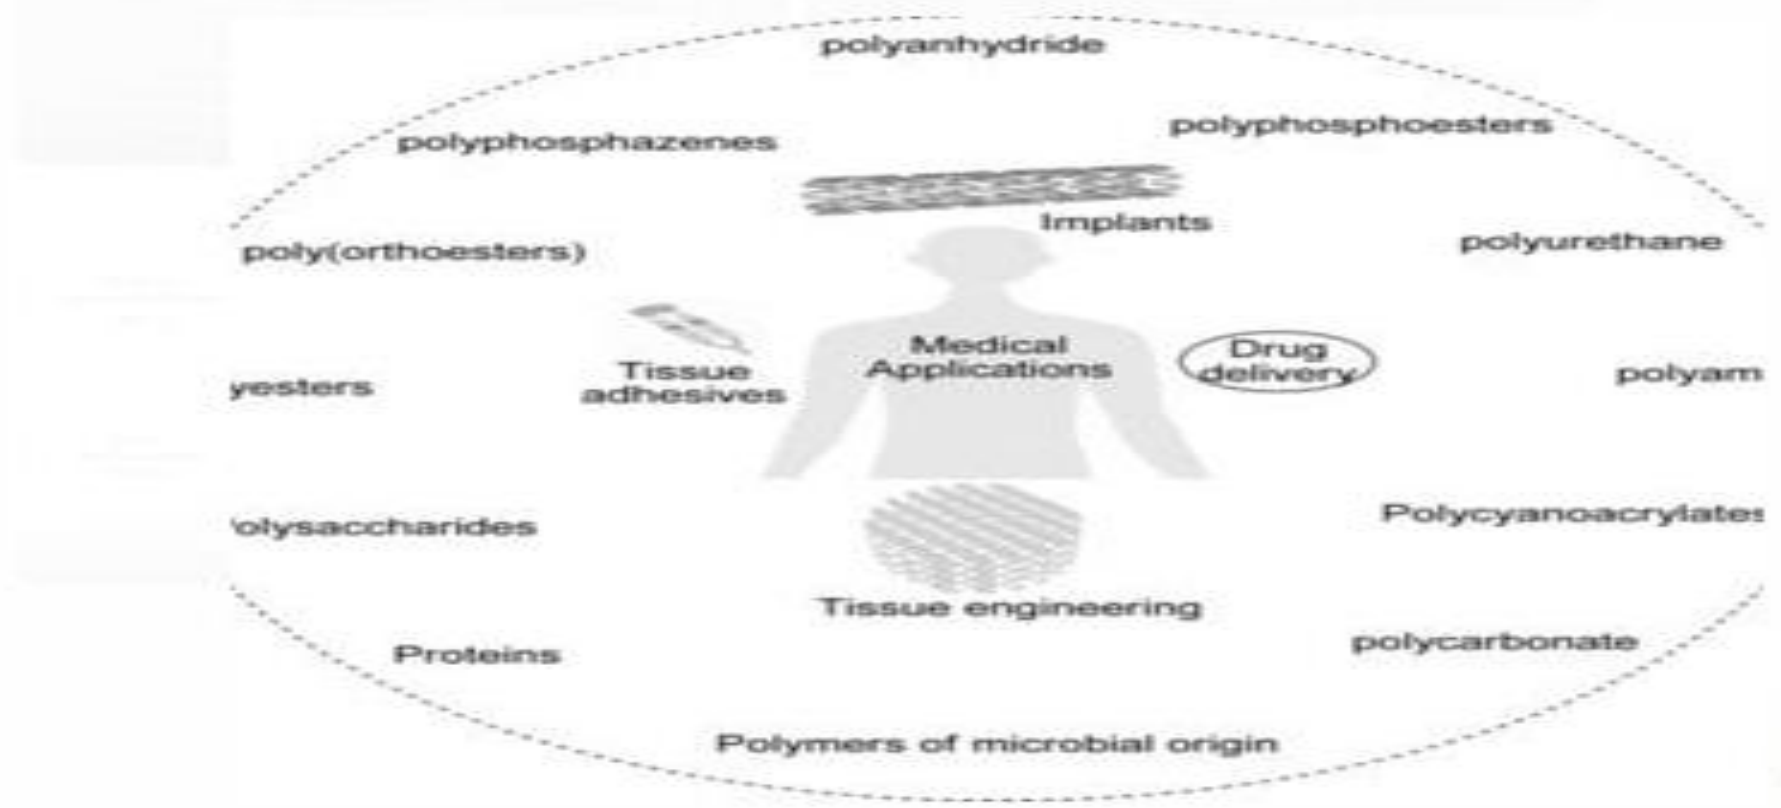 polyanhydride
polyphosphazenes
polyphosphoesters
Implants
poly(orthoesters)
polyurethane
Medical
Applications
Drug
delivery
Tissue
adhesives
yesters
polyam
olysaccharides
Polycyanoacrylates
Tissue engineering
Proteins
polycarbonate
Polymers of microbial origin